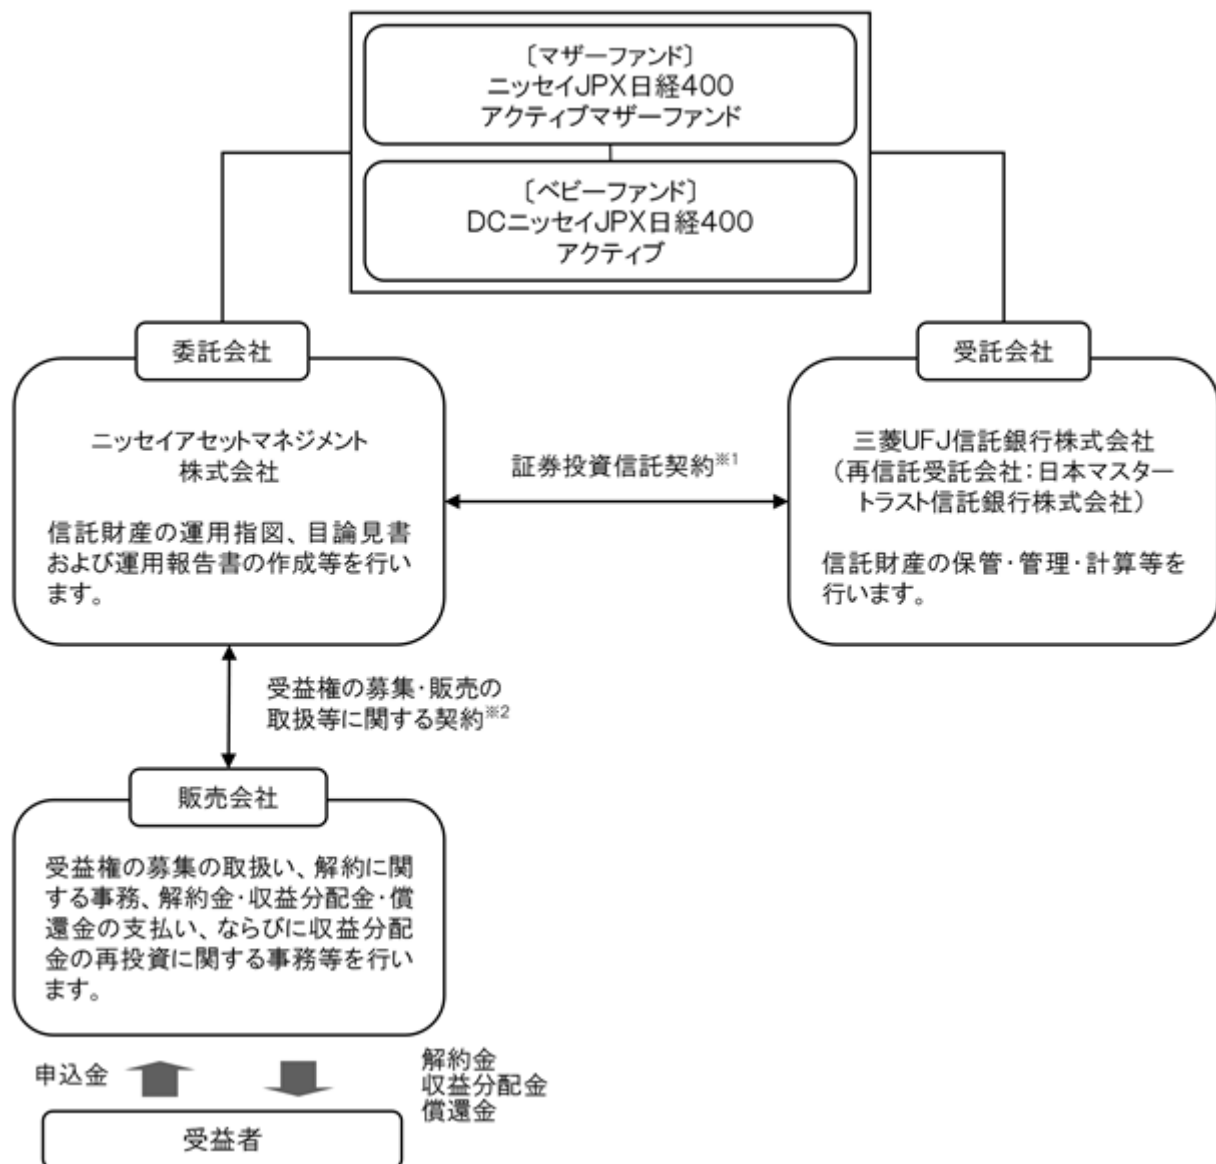 〔マザーファンド〕
ニッセイJPX日経400
アクティブマザーファンド
〔ベビーファンド〕
DCニッセイJPX日経400
アクティブ
委託会社
ニッセイアセットマネジメント
株式会社
信託財産の運用指図、目論見書
および運用報告書の作成等を行い
ます。
証券投資信託契約※1
受託会社
三菱UFJ信託銀行株式会社
（再信託受託会社：日本マスター
トラスト信託銀行株式会社）
信託財産の保管・管理・計算等を
行います。
受益権の募集・販売の
取扱等に関する契約※2
販売会社
受益権の募集の取扱い、解約に関
する事務、解約金・収益分配金・償
還金の支払い、ならびに収益分配
金の再投資に関する事務等を行い
ます。
申込金
解約金
収益分配金
償還金
受益者